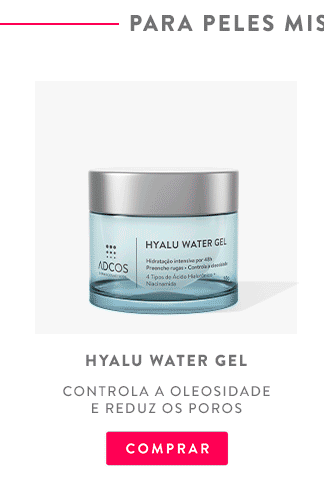 PARA PELES MIS
HYALU WATER GEL
Hidratação intensiva por 48h
Preenche rugas • Controla a oleosidade
4 Tipos de Ácido Hialurônico +
Niacinamida
ADCOS
HYALU WATER GEL
CONTROLA A OLEOSIDADE
E REDUZ OS POROS
COMPRAR